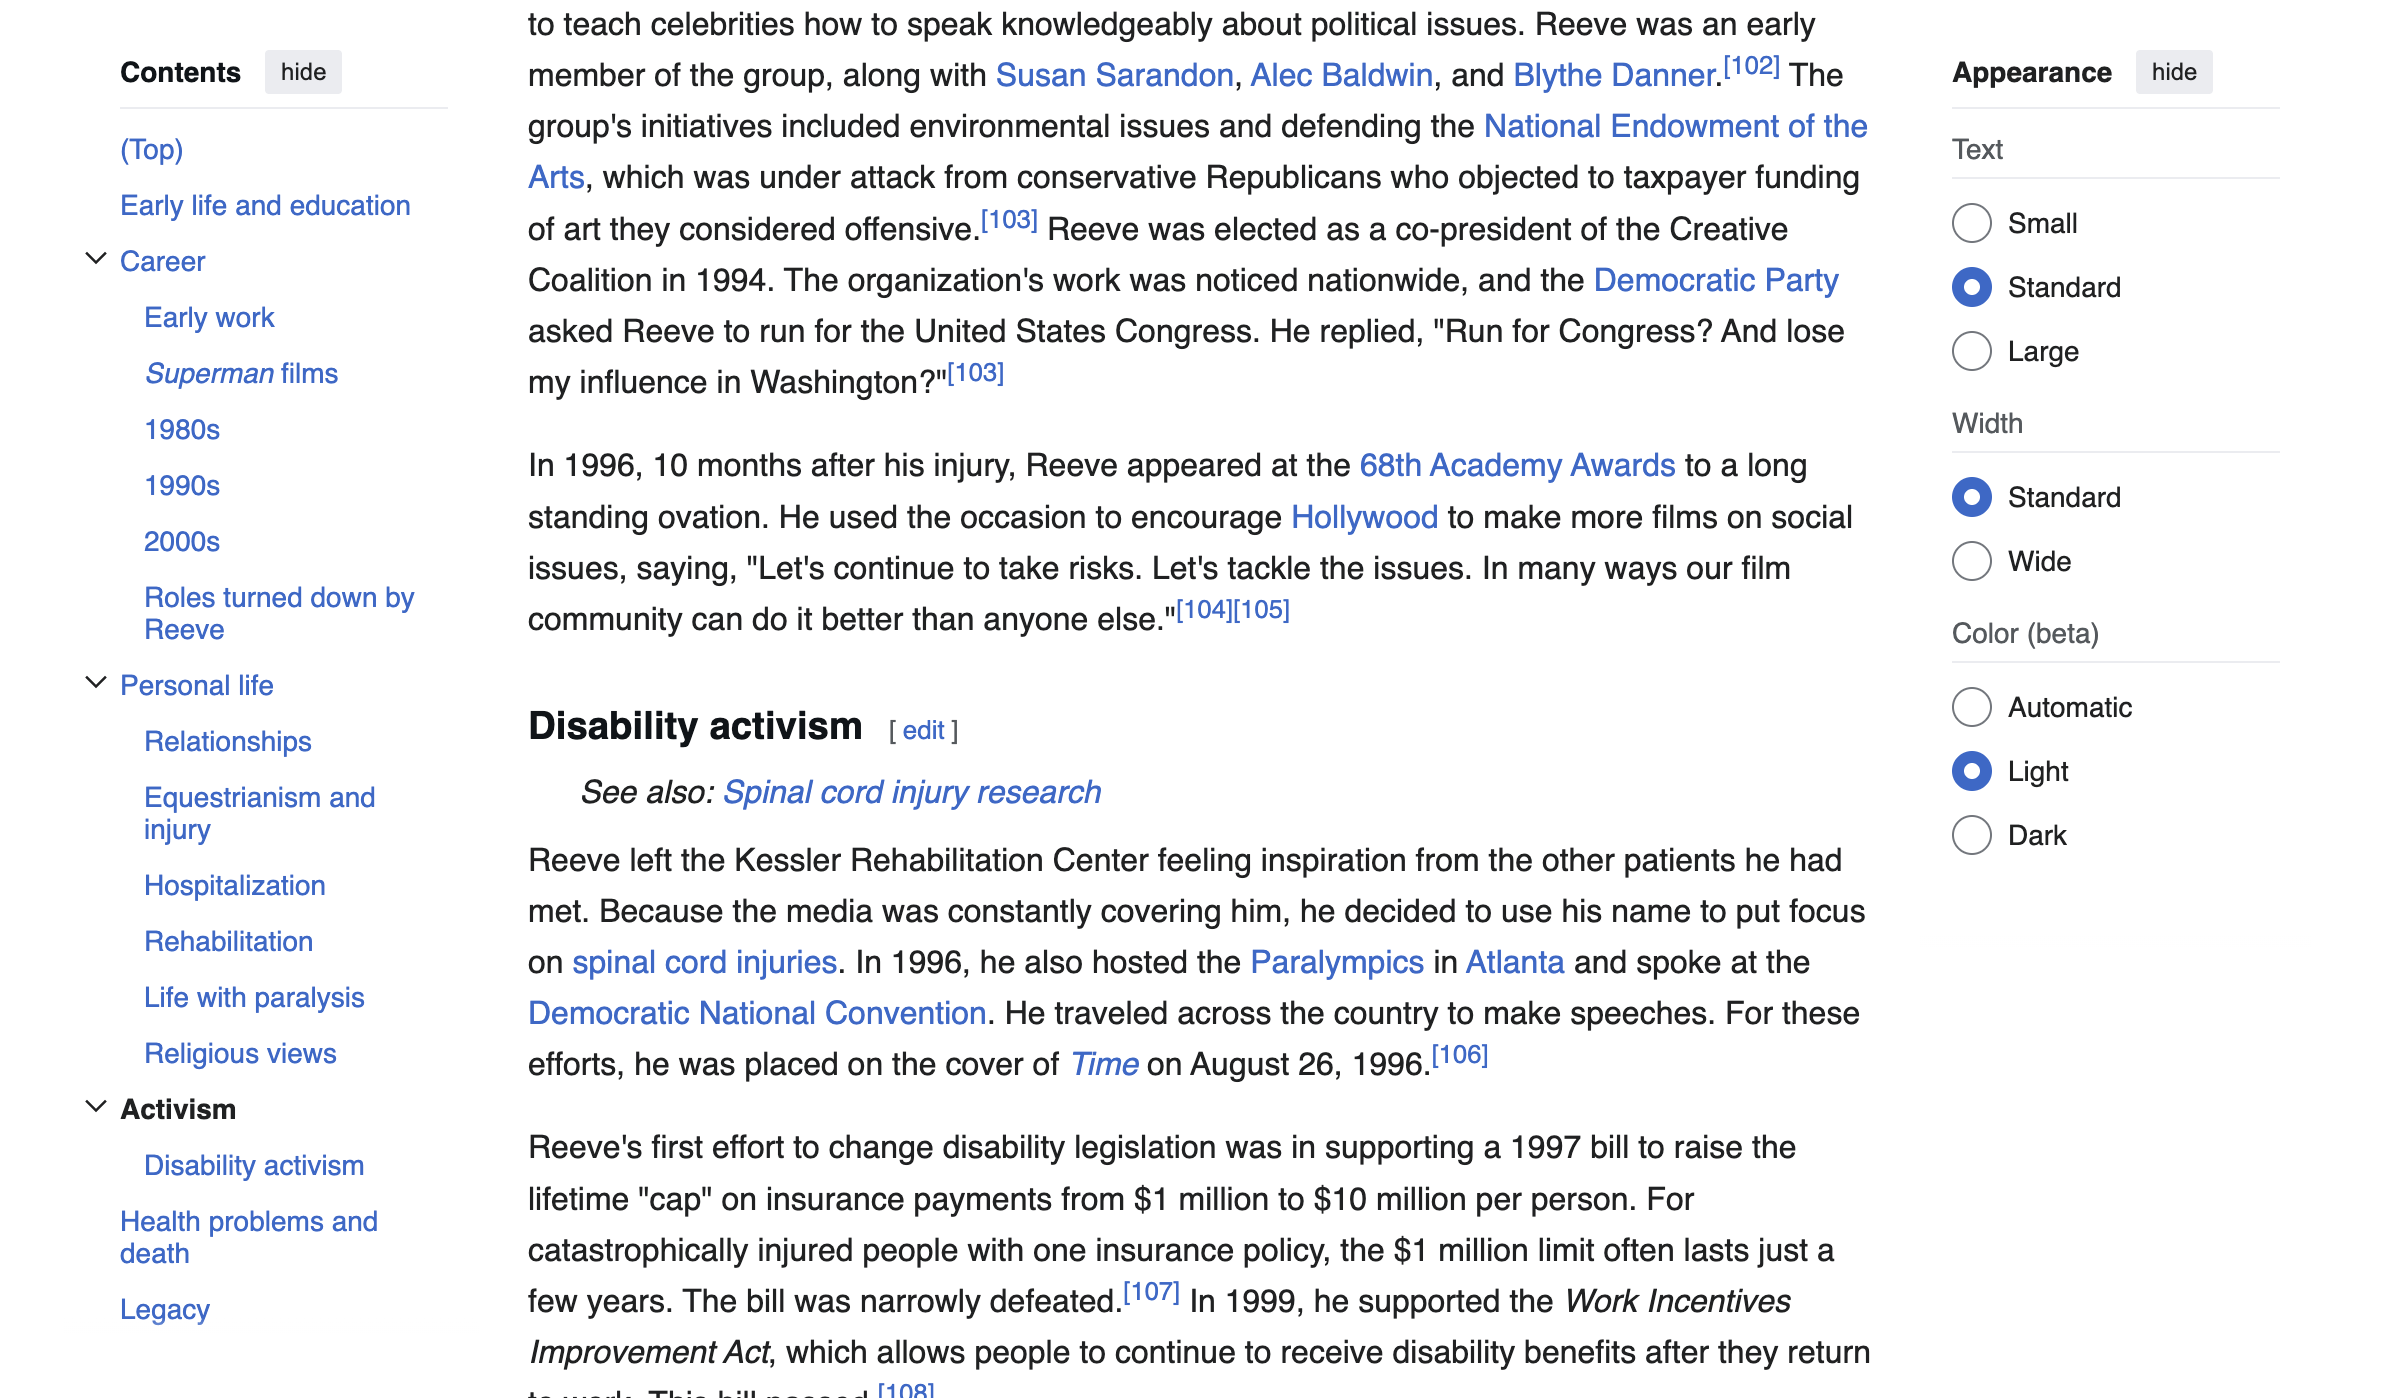 Contents hide
(Top)
Early life and education
Career
Early work
Superman films
1980s
1990s
2000s
Roles turned down by
Reeve
Personal life
Relationships
Equestrianism and
injury
Hospitalization
Rehabilitation
Life with paralysis
Religious views
Activism
Disability activism
Health problems and
death
Legacy
to teach celebrities how to speak knowledgeably about political issues. Reeve was an early
member of the group, along with Susan Sarandon, Alec Baldwin, and Blythe Danner.[102] The
group's initiatives included environmental issues and defending the National Endowment of the
Arts, which was under attack from conservative Republicans who objected to taxpayer funding
of art they considered offensive.[103] Reeve was elected as a co-president of the Creative
Coalition in 1994. The organization's work was noticed nationwide, and the Democratic Party
asked Reeve to run for the United States Congress. He replied, "Run for Congress? And lose
my influence in Washington?"[103]
In 1996, 10 months after his injury, Reeve appeared at the 68th Academy Awards to a long
standing ovation. He used the occasion to encourage Hollywood to make more films on social
issues, saying, "Let's continue to take risks. Let's tackle the issues. In many ways our film
community can do it better than anyone else."[104][105]
Disability activism [ edit ]
See also: Spinal cord injury research
Reeve left the Kessler Rehabilitation Center feeling inspiration from the other patients he had
met. Because the media was constantly covering him, he decided to use his name to put focus
on spinal cord injuries. In 1996, he also hosted the Paralympics in Atlanta and spoke at the
Democratic National Convention. He traveled across the country to make speeches. For these
efforts, he was placed on the cover of Time on August 26, 1996.[106]
Reeve's first effort to change disability legislation was in supporting a 1997 bill to raise the
lifetime "cap" on insurance payments from $1 million to $10 million per person. For
catastrophically injured people with one insurance policy, the $1 million limit often lasts just a
few years. The bill was narrowly defeated.[107] In 1999, he supported the Work Incentives
Improvement Act, which allows people to continue to receive disability benefits after they return
to work. This bill passed.[108]
Appearance hide
Text
Small
Standard
Large
Width
Standard
Wide
Color (beta)
Automatic
Light
Dark